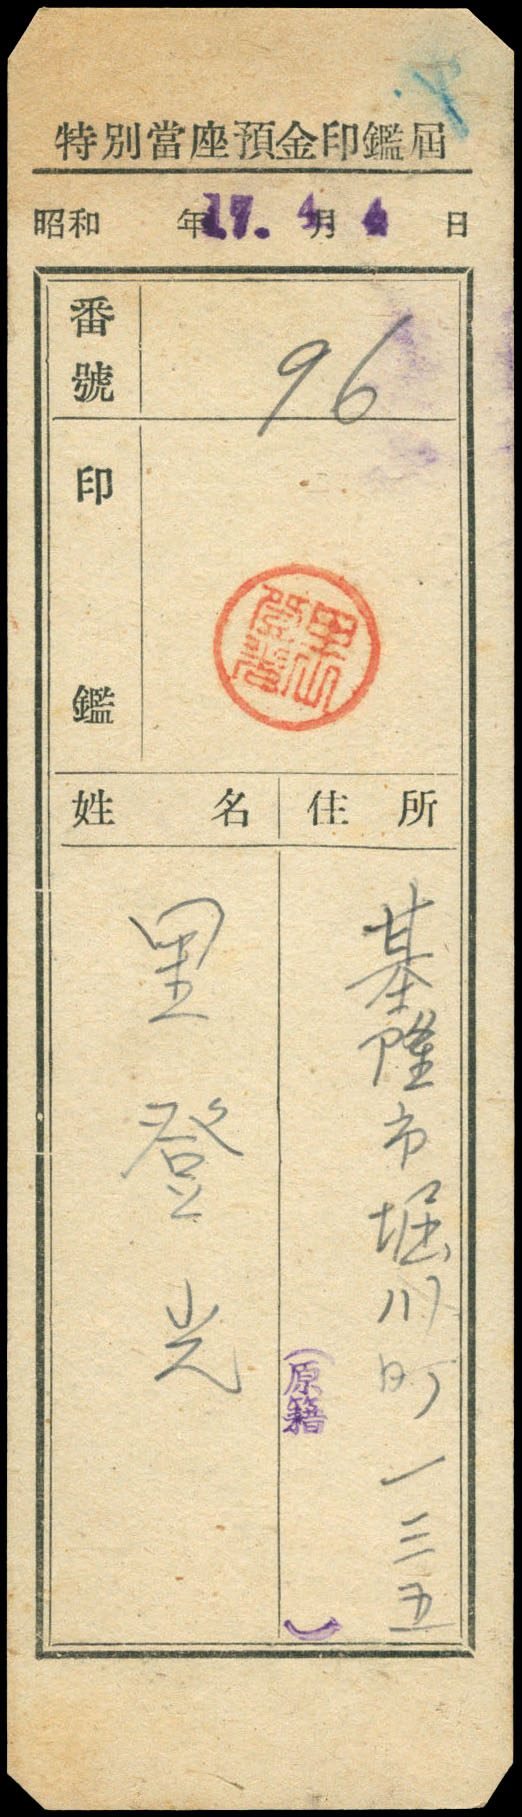 特別當座預金印鑑屆
昭和 年17. 4.月 4 日
番號
96
印鑑
住所
姓名
基隆市堀川町一三五
(原籍 )
里登光